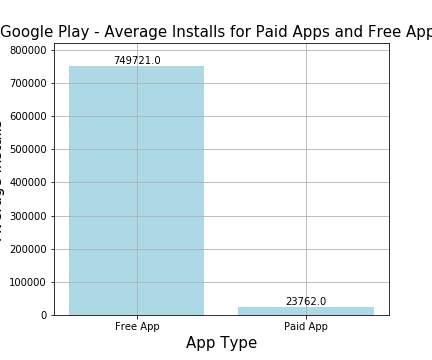 Google Play - Average Installs for Paid Apps and Free App
800000
700000
600000
500000
400000
300000
200000
100000
0
749721.0
23762.0
Free App
Paid App
App Type